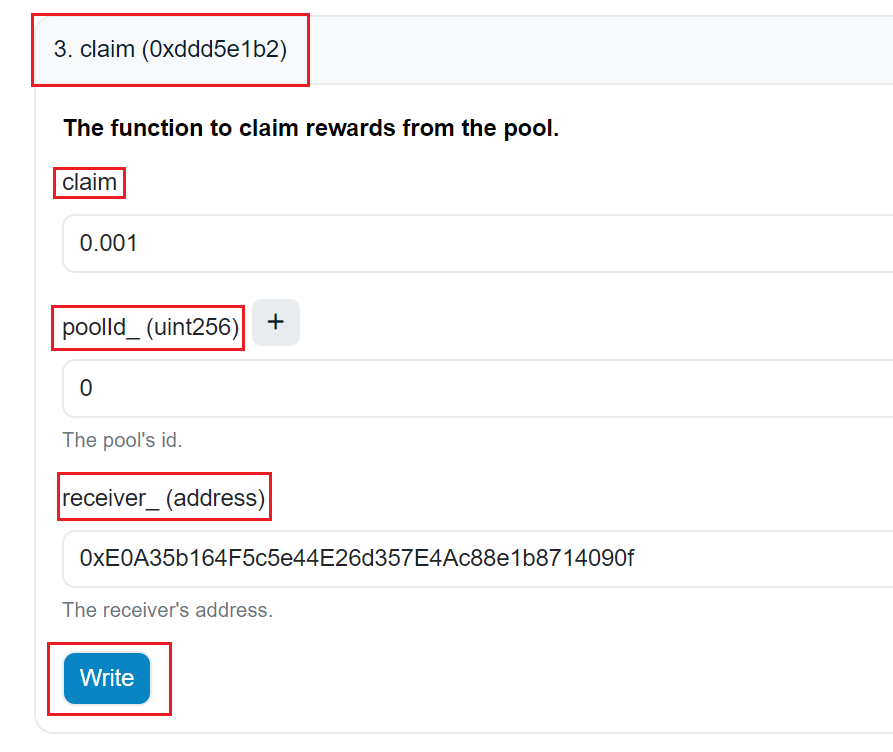 3. claim (0xddd5e1b2)
The function to claim rewards from the pool.
claim
0.001
poolId_ (uint256) +
0
The pool's id.
receiver_ (address)
0xE0A35b164F5c5e44E26d357E4Ac88e1b8714090f
The receiver's address.
Write